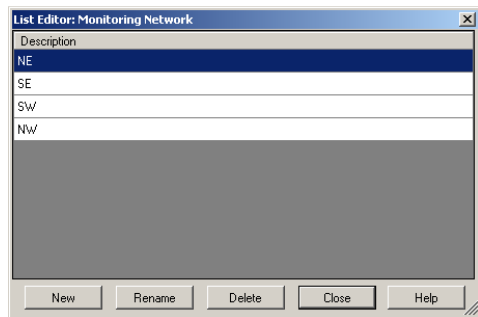 List Editor: Monitoring Network
Description
NE
SE
SW
NW
New Rename Delete Close Help